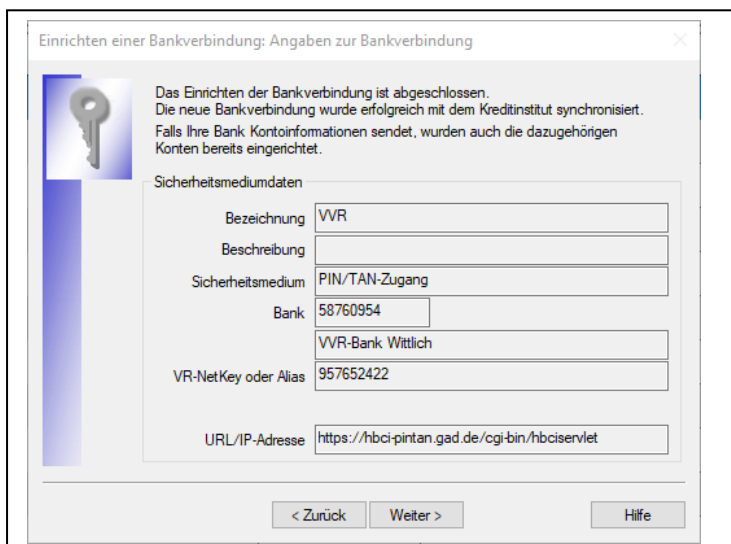 Einrichten einer Bankverbindung: Angaben zur Bankverbindung
Das Einrichten der Bankverbindung ist abgeschlossen.
Die neue Bankverbindung wurde erfolgreich mit dem Kreditinstitut synchronisiert.
Falls Ihre Bank Kontoinformationen sendet, wurden auch die dazugehörigen
Konten bereits eingerichtet.
Sicherheitsmediumdaten
Bezeichnung VVR
Beschreibung
Sicherheitsmedium PIN/TAN-Zugang
Bank 58760954
VVR-Bank Wittlich
VR-NetKey oder Alias 957652422
URL/IP-Adresse https://hbci-pintan.gad.de/cgi-bin/hbciservlet
< Zurück Weiter > Hilfe